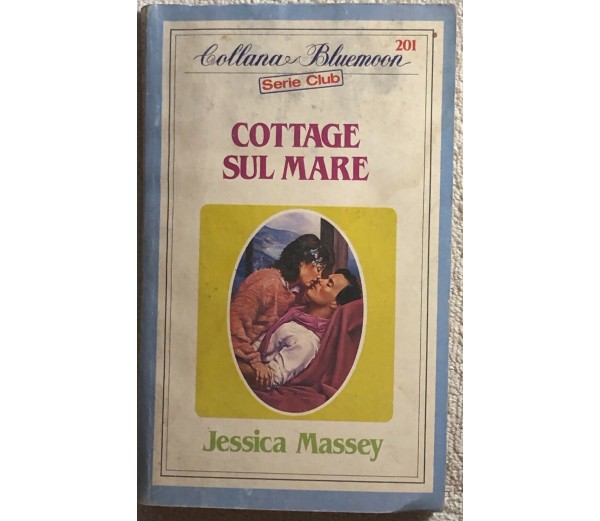 201
Collana Bluemoon
Serie Club
COTTAGE
SUL MARE
Jessica Massey